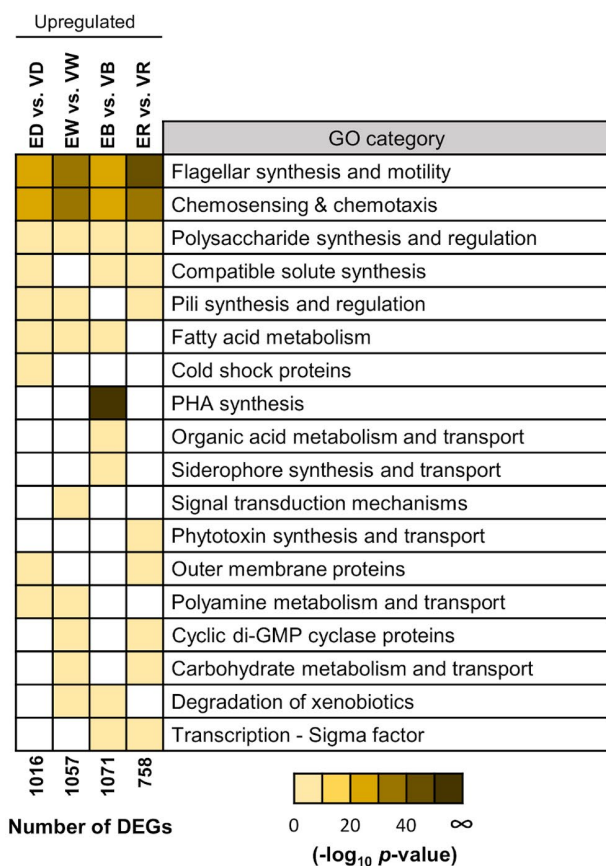 Upregulated
ED vs. VD
EW vs. VW
EB vs. VB
ER vs. VR
GO category
Flagellar synthesis and motility
Chemosensing & chemotaxis
Polysaccharide synthesis and regulation
Compatible solute synthesis
Pili synthesis and regulation
Fatty acid metabolism
Cold shock proteins
PHA synthesis
Organic acid metabolism and transport
Siderophore synthesis and transport
Signal transduction mechanisms
Phytotoxin synthesis and transport
Outer membrane proteins
Polyamine metabolism and transport
Cyclic di-GMP cyclase proteins
Carbohydrate metabolism and transport
Degradation of xenobiotics
Transcription - Sigma factor
1016
1057
1071
758
Number of DEGs
0 20 40 ∞
(-log₁₀ p-value)